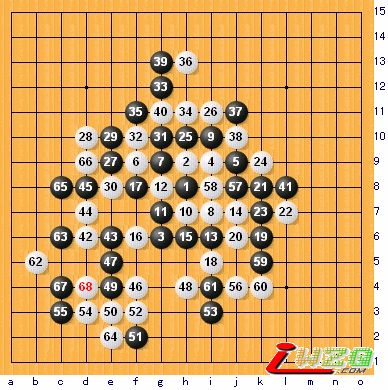 15
14
39 36 13
33 12
35 40 34 26 37 11
28 29 32 31 25 9 38 10
66 27 6 7 2 4 5 24 9
65 45 30 17 12 1 58 57 21 41 8
44 11 10 8 14 23 22 7
63 42 43 16 3 15 13 20 19 6
62 47 18 59 5
67 68 49 46 48 61 56 60 4
55 54 50 52 53 3
64 51 2
iwzq
.COM
1
a b c d e f g h i j k l m n o